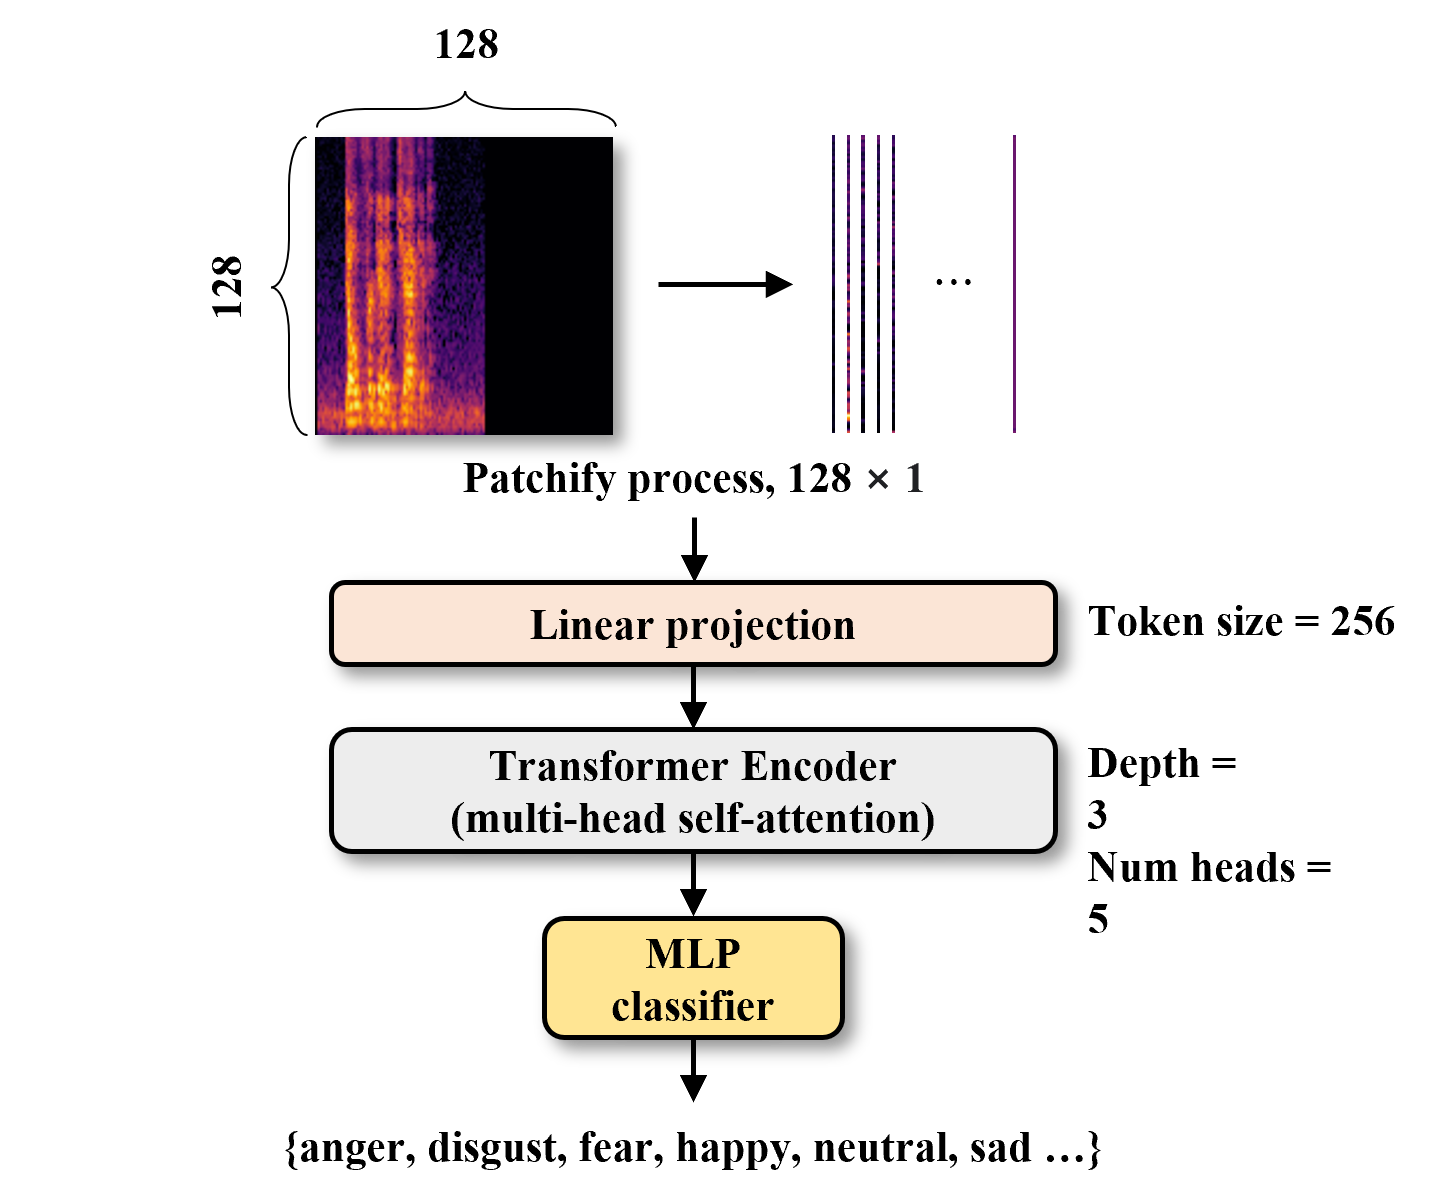 128
128
…
Patchify process, 128 × 1
Linear projection
Token size = 256
Transformer Encoder
(multi-head self-attention)
Depth =
3
Num heads =
5
MLP
classifier
{anger, disgust, fear, happy, neutral, sad …}